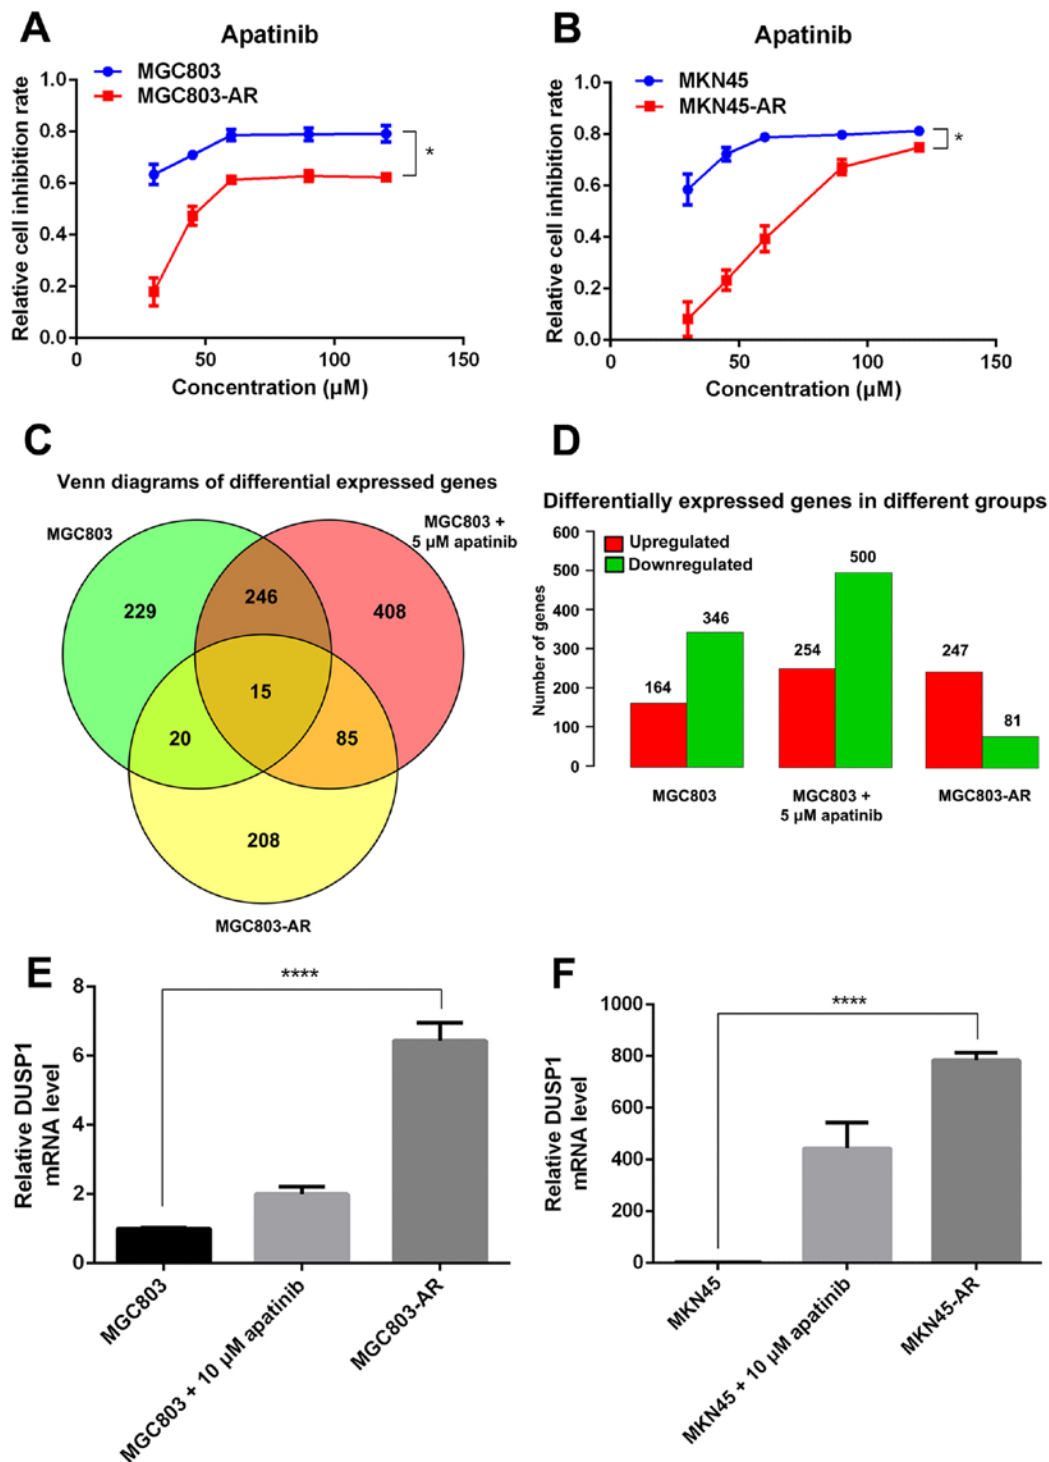 A
Apatinib
MGC803
MGC803-AR
Relative cell inhibition rate
1.0
0.8
0.6
0.4
0.2
0.0
0
50
100
150
Concentration (µM)
*
B
Apatinib
MKN45
MKN45-AR
Relative cell inhibition rate
1.0
0.8
0.6
0.4
0.2
0.0
0
50
100
150
Concentration (µM)
*
C
Venn diagrams of differential expressed genes
MGC803
MGC803 +
5 µM apatinib
229
246
408
15
20
85
208
MGC803-AR
D
Differentially expressed genes in different groups
Upregulated
Downregulated
Number of genes
600
500
400
300
200
100
0
164
346
254
500
247
81
MGC803
MGC803 +
5 µM apatinib
MGC803-AR
E
Relative DUSP1
mRNA level
8
6
4
2
0
****
MGC803
MGC803 + 10 µM apatinib
MGC803-AR
F
Relative DUSP1
mRNA level
1000
800
600
400
200
0
****
MKN45
MKN45 + 10 µM apatinib
MKN45-AR